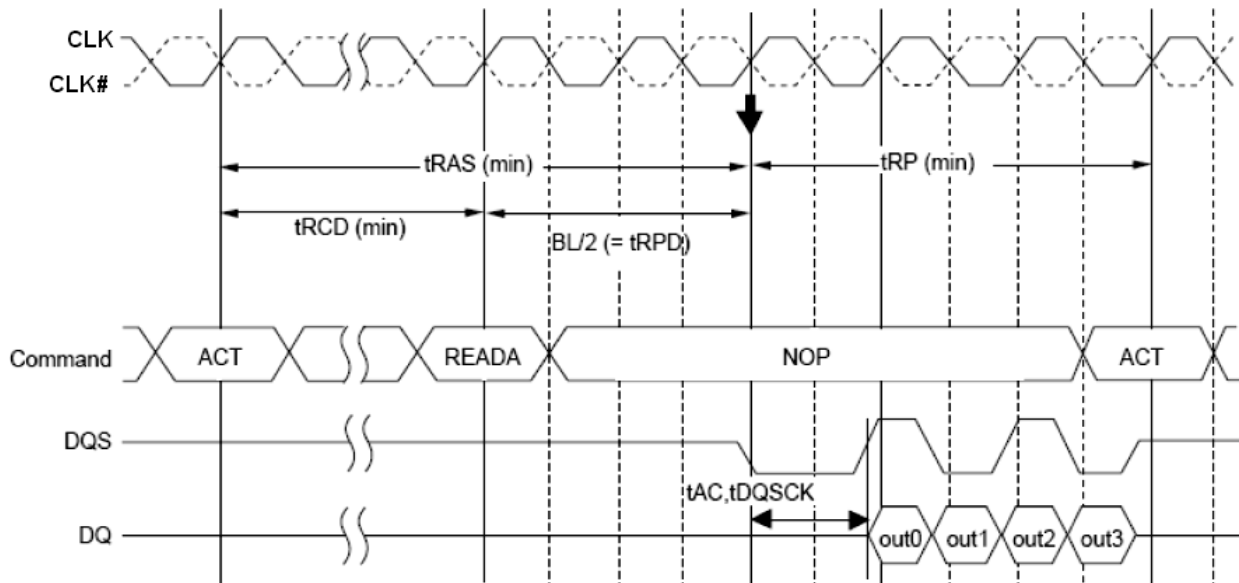 CLK
CLK#
tRAS (min)
tRP (min)
tRCD (min)
BL/2 (= tRPD)
Command
ACT
READA
NOP
ACT
DQS
tAC,tDQSCK
DQ
out0
out1
out2
out3